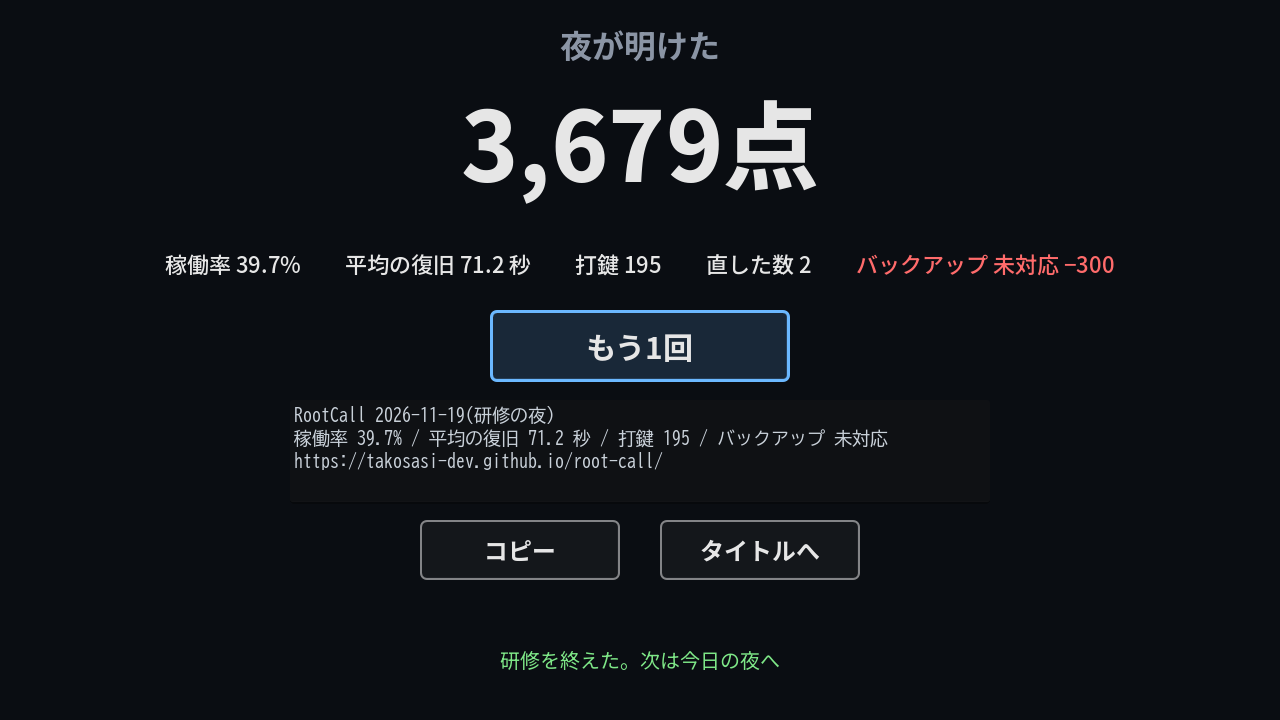 夜が明けた
3,679点
稼働率 39.7% 平均の復旧 71.2 秒 打鍵 195 直した数 2 バックアップ 未対応 −300
もう1回
RootCall 2026-11-19(研修の夜)
稼働率 39.7% / 平均の復旧 71.2 秒 / 打鍵 195 / バックアップ 未対応
https://takosasi-dev.github.io/root-call/
コピー タイトルへ
研修を終えた。次は今日の夜へ